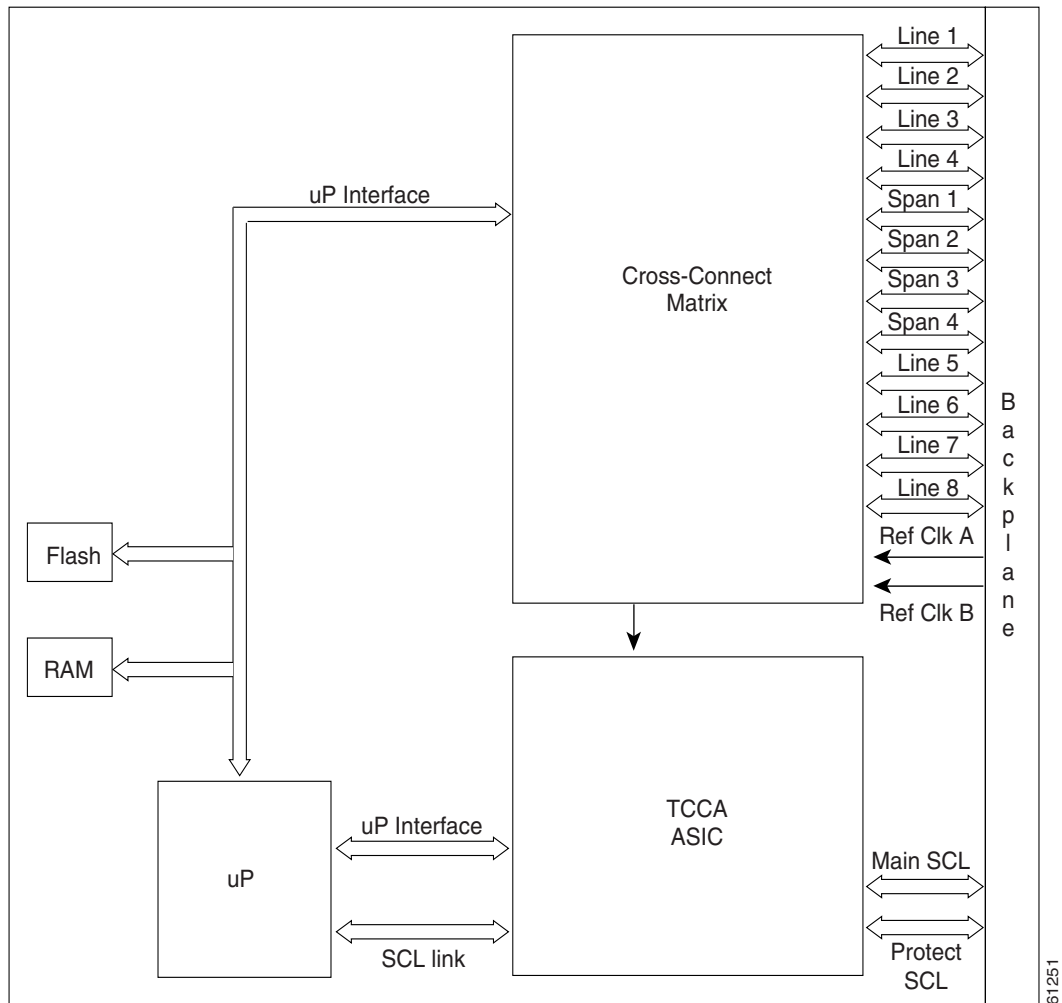 Line 1
Line 2
Line 3
Line 4
uP Interface
Span 1
Span 2
Cross-Connect
Matrix
Span 3
Span 4
Line 5
Line 6
Line 7
Line 8
Backplane
Flash
Ref Clk A
Ref Clk B
RAM
TCCA
ASIC
uP Interface
uP
Main SCL
SCL link
Protect
SCL
61251